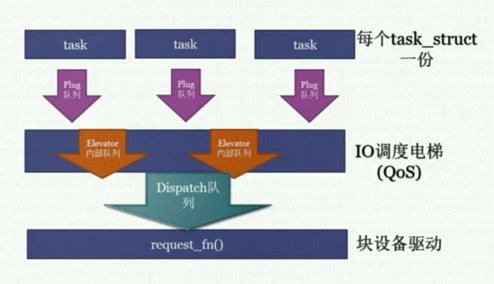 task
task
task
每个task_struct
一份
Plug
队列
Plug
队列
Plug
队列
Elevator
内部队列
Elevator
内部队列
IO调度电梯
(QoS)
Dispatch队
列
request_fn()
块设备驱动